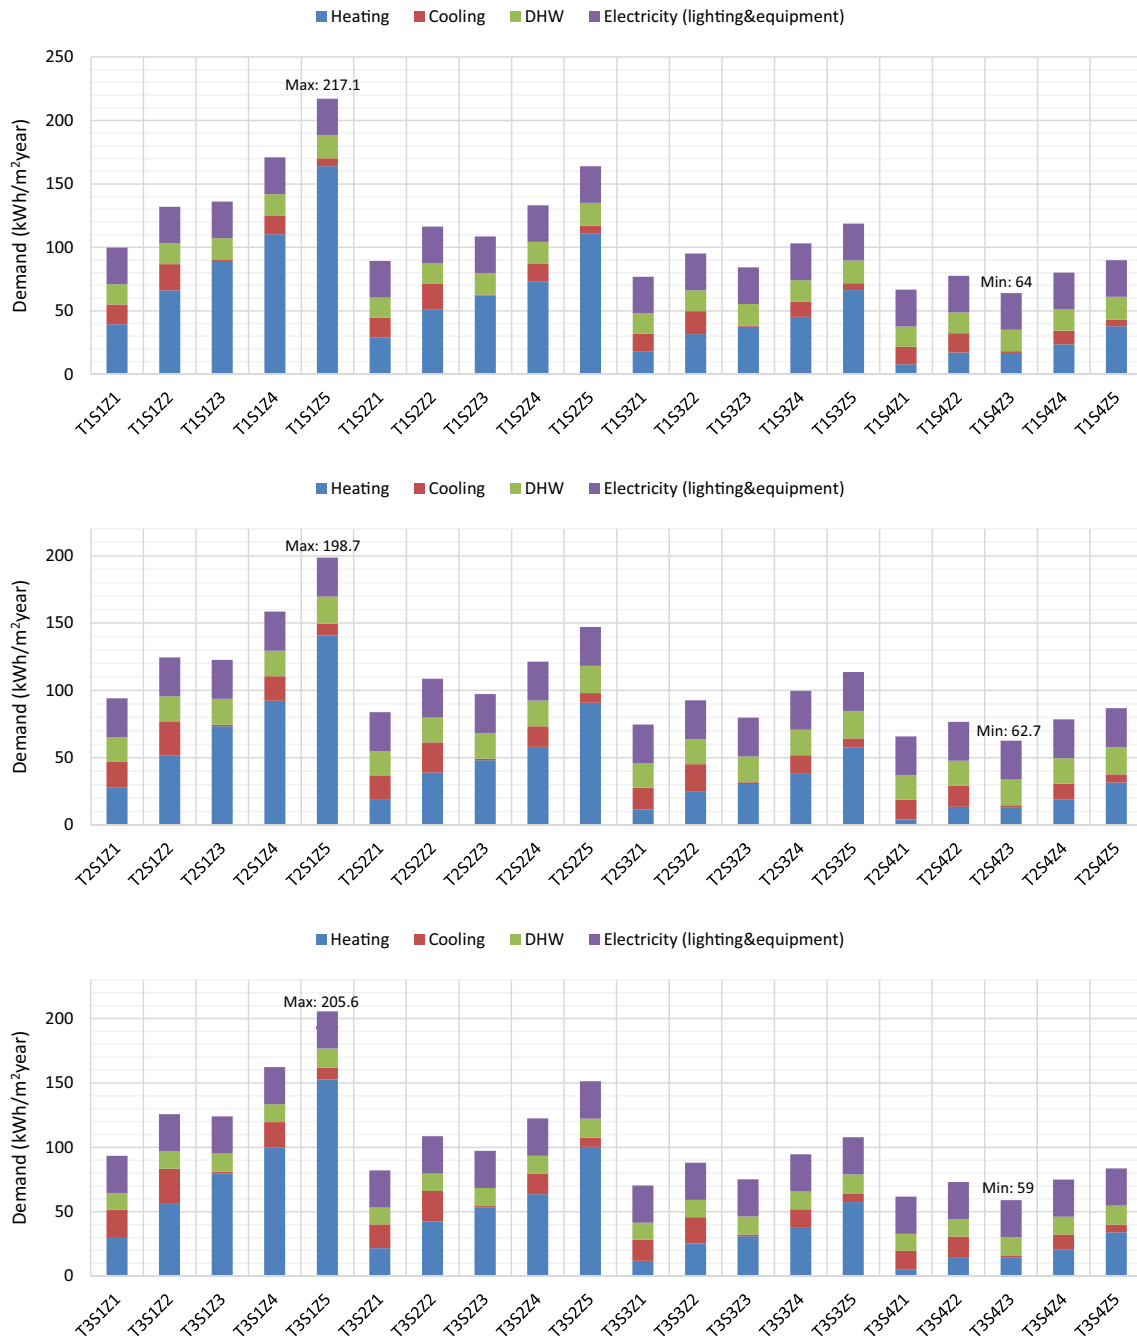 Heating Cooling DHW Electricity (lighting&equipment)
Demand (kWh/m²year)
250
200
150
100
50
0
Max: 217.1
Min: 64
T1S1Z1 T1S1Z2 T1S1Z3 T1S1Z4 T1S1Z5 T1S2Z1 T1S2Z2 T1S2Z3 T1S2Z4 T1S2Z5 T1S3Z1 T1S3Z2 T1S3Z3 T1S3Z4 T1S3Z5 T1S4Z1 T1S4Z2 T1S4Z3 T1S4Z4 T1S4Z5
Heating Cooling DHW Electricity (lighting&equipment)
Demand (kWh/m²year)
200
150
100
50
0
Max: 198.7
Min: 62.7
T2S1Z1 T2S1Z2 T2S1Z3 T2S1Z4 T2S1Z5 T2S2Z1 T2S2Z2 T2S2Z3 T2S2Z4 T2S2Z5 T2S3Z1 T2S3Z2 T2S3Z3 T2S3Z4 T2S3Z5 T2S4Z1 T2S4Z2 T2S4Z3 T2S4Z4 T2S4Z5
Heating Cooling DHW Electricity (lighting&equipment)
Demand (kWh/m²year)
200
150
100
50
0
Max: 205.6
Min: 59
T3S1Z1 T3S1Z2 T3S1Z3 T3S1Z4 T3S1Z5 T3S2Z1 T3S2Z2 T3S2Z3 T3S2Z4 T3S2Z5 T3S3Z1 T3S3Z2 T3S3Z3 T3S3Z4 T3S3Z5 T3S4Z1 T3S4Z2 T3S4Z3 T3S4Z4 T3S4Z5